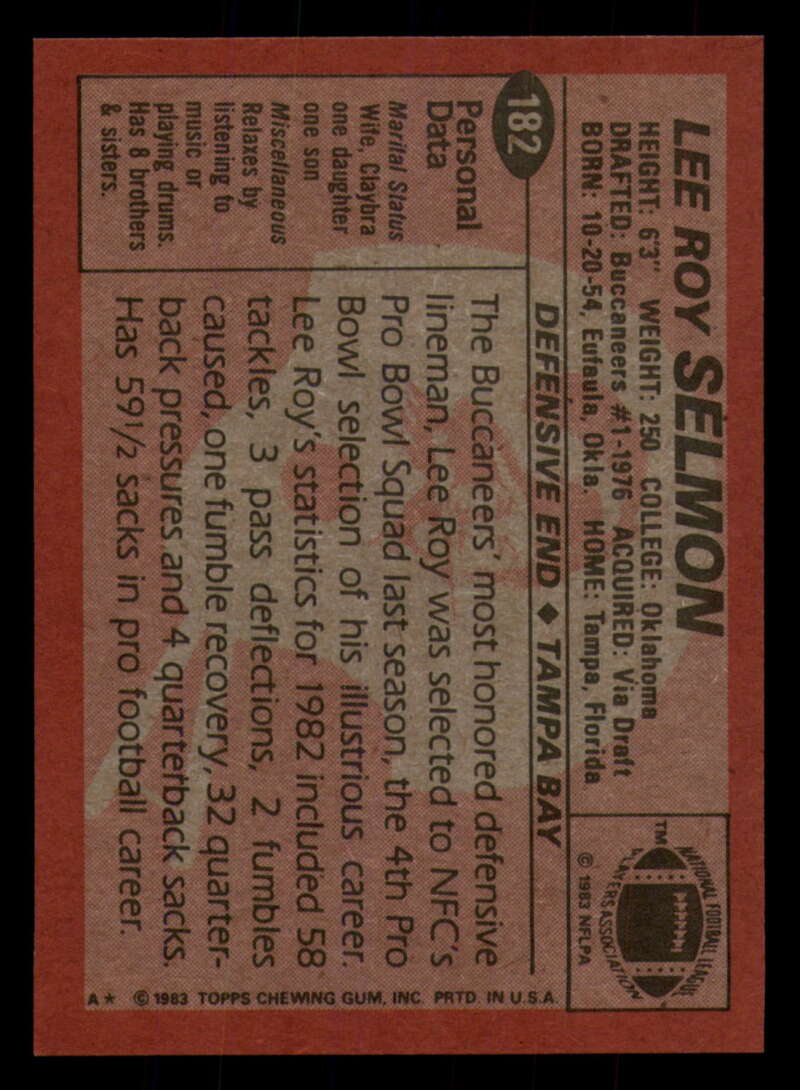 LEE ROY SELMON
HEIGHT: 6'3" WEIGHT: 250 COLLEGE: Oklahoma
DRAFTED: Buccaneers #1-1976 ACQUIRED: Via Draft
BORN: 10-20-54, Eufaula, Okla. HOME: Tampa, Florida
NATIONAL FOOTBALL LEAGUE
PLAYERS ASSOCIATION
TM
© 1983 NFLPA
182
DEFENSIVE END ♦ TAMPA BAY
Personal
Data
Marital Status
Wife, Claybra
one daughter
one son
Miscellaneous
Relaxes by
listening to
music or
playing drums.
Has 8 brothers
& sisters.
The Buccaneers' most honored defensive
lineman, Lee Roy was selected to NFC's
Pro Bowl Squad last season, the 4th Pro
Bowl selection of his illustrious career.
Lee Roy's statistics for 1982 included 58
tackles, 3 pass deflections, 2 fumbles
caused, one fumble recovery, 32 quarter-
back pressures and 4 quarterback sacks.
Has 59½ sacks in pro football career.
A★ © 1983 TOPPS CHEWING GUM, INC. PRTD. IN U.S.A.